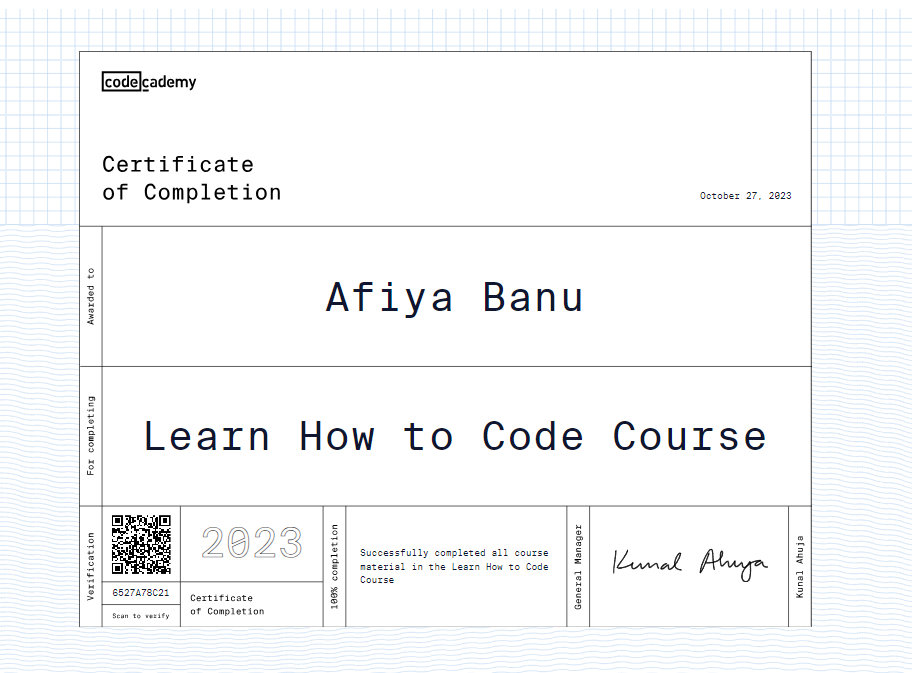 codecademy
Certificate
of Completion
October 27, 2023
Awarded to
Afiya Banu
For completing
Learn How to Code Course
Verification
6527A78C21
Scan to verify
2023
Certificate
of Completion
100% completion
Successfully completed all course
material in the Learn How to Code
Course
General Manager
Kunal Ahuja
Kunal Ahuja